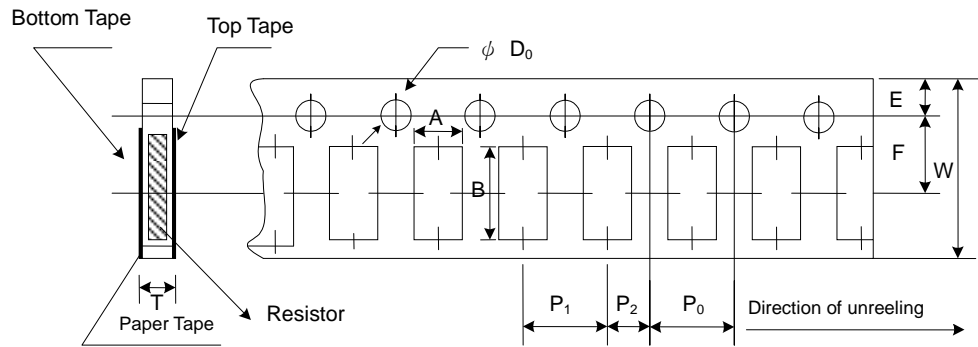 Bottom Tape
Top Tape
ψ D₀
E
A
F
W
B
T
P₁
P₂
P₀
Direction of unreeling
Resistor
Paper Tape